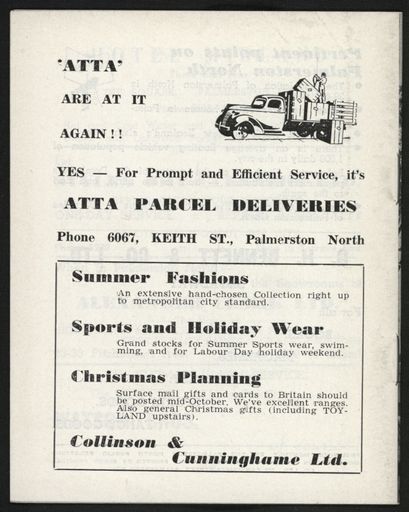 'ATTA'
ARE AT IT
AGAIN ! !
YES — For Prompt and Efficient Service, it's
ATTA PARCEL DELIVERIES
Phone 6067, KEITH ST., Palmerston North
Summer Fashions
An extensive hand-chosen Collection right up
to metropolitan city standard.
Sports and Holiday Wear
Grand stocks for Summer Sports wear, swim-
ming, and for Labour Day holiday weekend.
Christmas Planning
Surface mail gifts and cards to Britain should
be posted mid-October. We've excellent ranges.
Also general Christmas gifts (including TOY-
LAND upstairs).
Collinson &
Cunninghame Ltd.